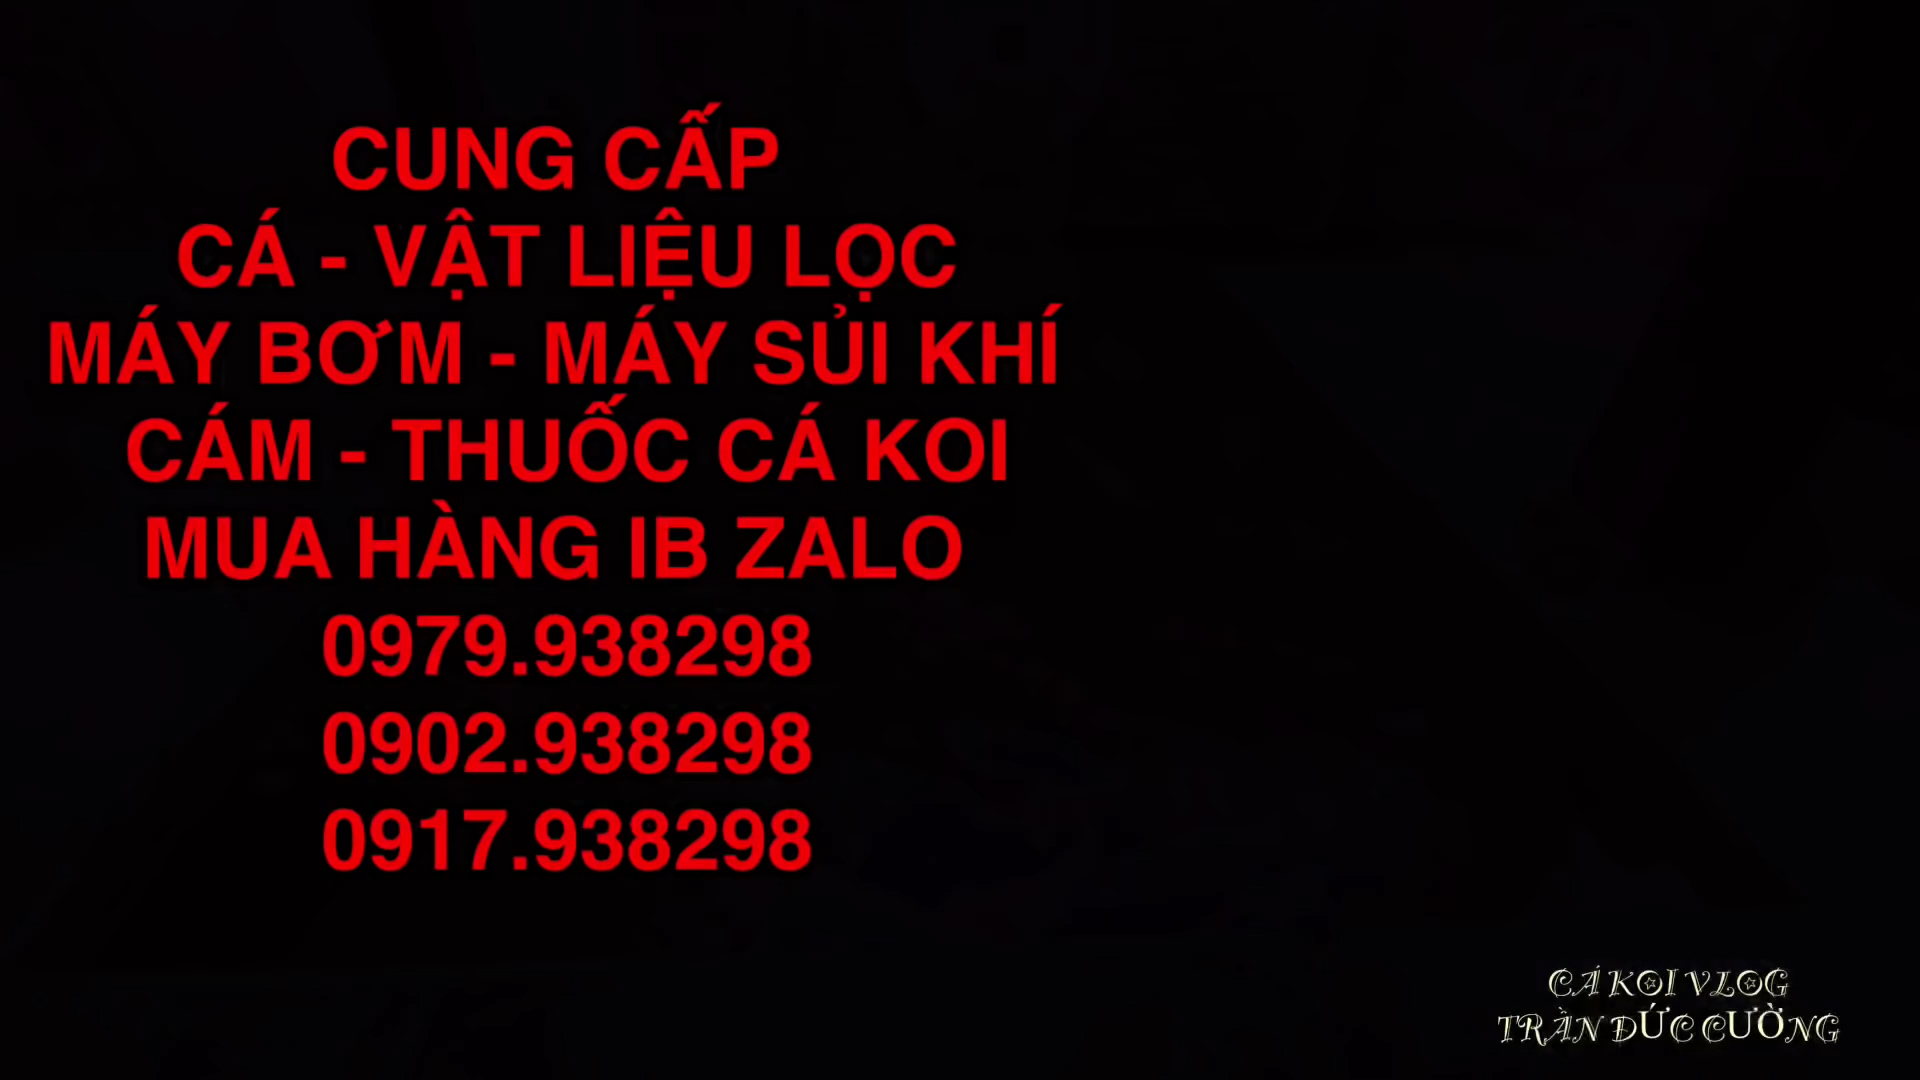 CUNG CẤP
CÁ - VẬT LIỆU LỌC
MÁY BƠM - MÁY SỦI KHÍ
CÁM - THUỐC CÁ KOI
MUA HÀNG IB ZALO
0979.938298
0902.938298
0917.938298
CÁ KOI VLOG
TRẦN ĐỨC CƯỜNG